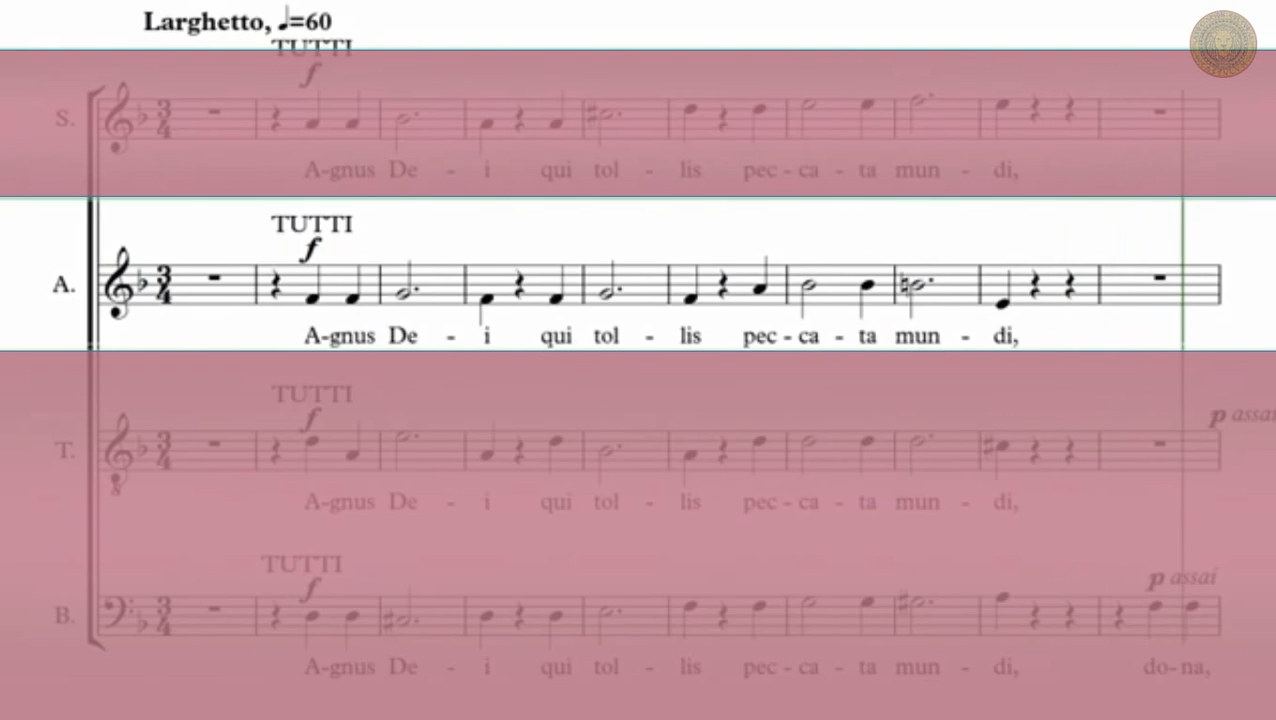 Larghetto, ♩=60
TUTTI
f
S.
A-gnus De - i qui tol - lis pec - ca - ta mun - di,
TUTTI
f
A.
A-gnus De - i qui tol - lis pec - ca - ta mun - di,
TUTTI
f
p assai
T.
8
A-gnus De - i qui tol - lis pec - ca - ta mun - di,
TUTTI
f
p assai
B.
A-gnus De - i qui tol - lis pec - ca - ta mun - di, do-na,